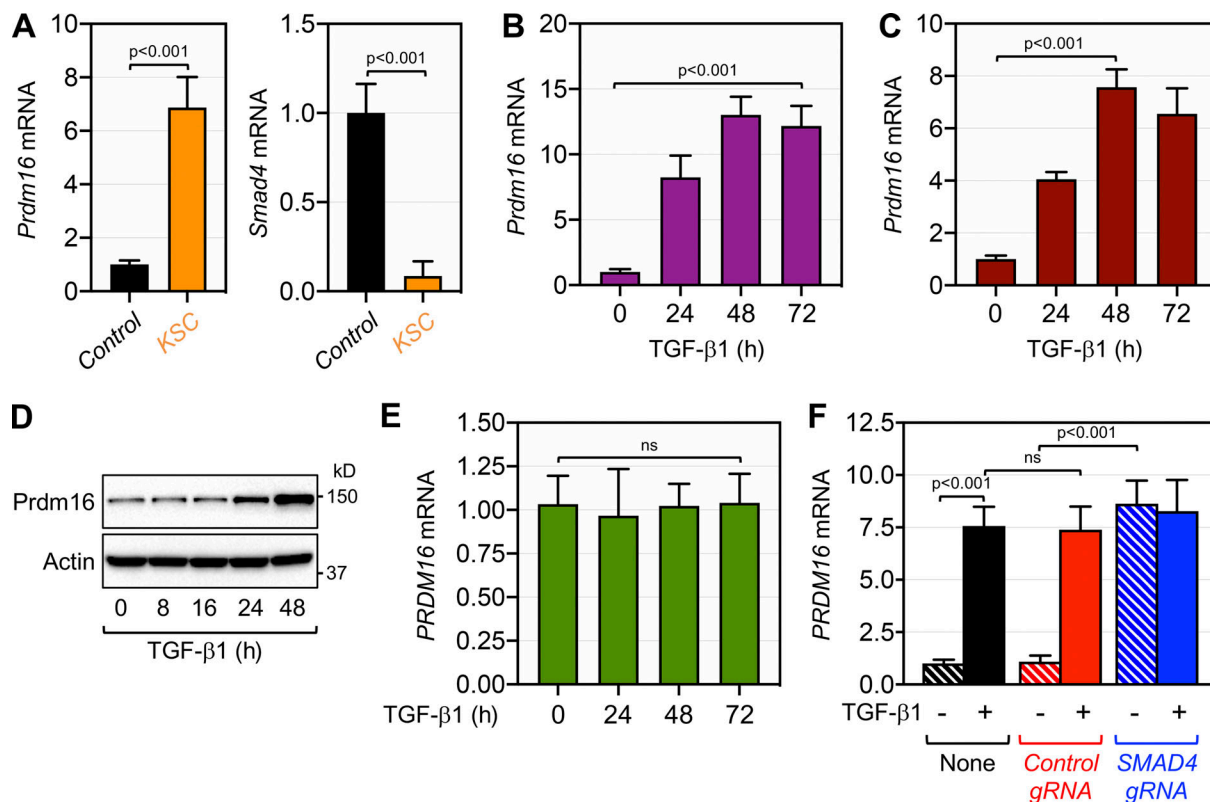 A
Prdm16 mRNA
10
8
6
4
2
0
p<0.001
Control
KSC
Smad4 mRNA
1.5
1.0
0.5
0.0
p<0.001
Control
KSC
B
Prdm16 mRNA
20
15
10
5
0
p<0.001
0 24 48 72
TGF-β1 (h)
C
Prdm16 mRNA
10
8
6
4
2
0
p<0.001
0 24 48 72
TGF-β1 (h)
D
kD
Prdm16
150
Actin
37
0 8 16 24 48
TGF-β1 (h)
E
PRDM16 mRNA
1.50
1.25
1.00
0.75
0.50
0.25
0.00
ns
TGF-β1 (h) 0 24 48 72
F
PRDM16 mRNA
12.5
10.0
7.5
5.0
2.5
0.0
p<0.001
ns
p<0.001
TGF-β1 - + - + - +
None
Control
gRNA
SMAD4
gRNA